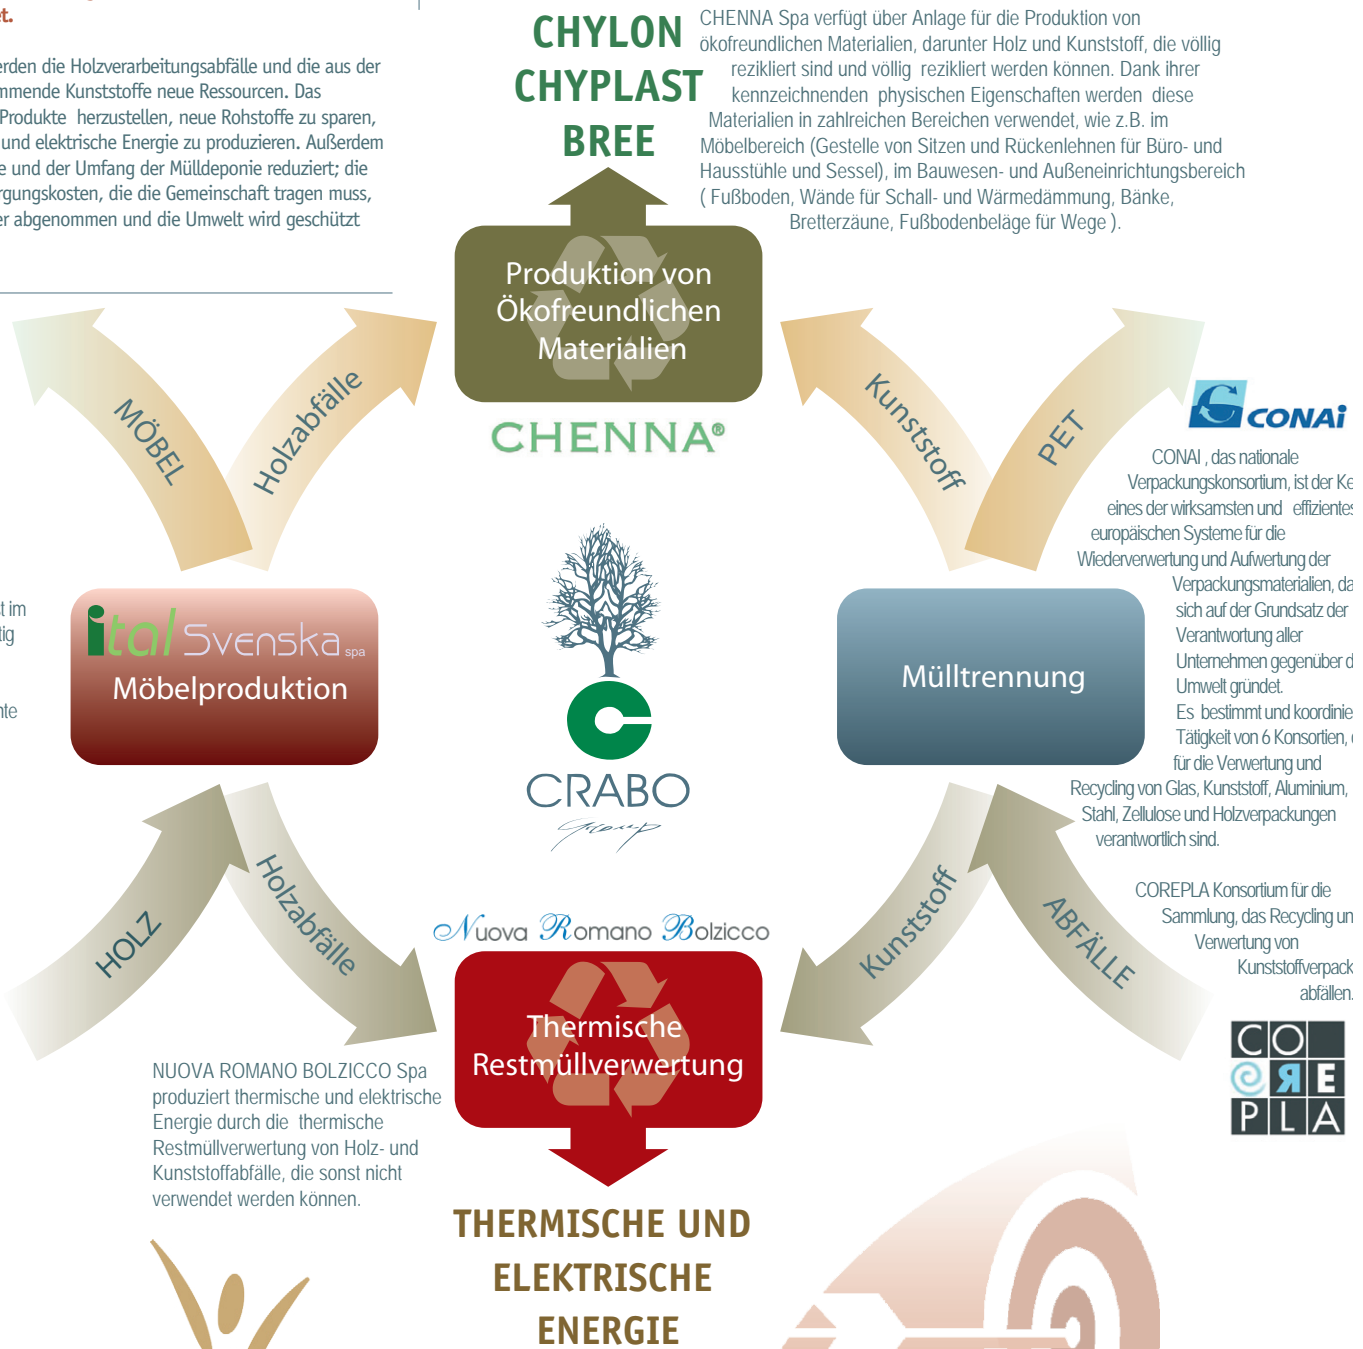 et.
erden die Holzverarbeitungsabfälle und die aus der
mmende Kunststoffe neue Ressourcen. Das
Produkte herzustellen, neue Rohstoffe zu sparen,
und elektrische Energie zu produzieren. Außerdem
e und der Umfang der Mülldeponie reduziert; die
rgungskosten, die die Gemeinschaft tragen muss,
er abgenommen und die Umwelt wird geschützt
CHYLON
CHYPLAST
BREE
CHENNA Spa verfügt über Anlage für die Produktion von
ökofreundlichen Materialien, darunter Holz und Kunststoff, die völlig
rezikliert sind und völlig rezikliert werden können. Dank ihrer
kennzeichnenden physischen Eigenschaften werden diese
Materialien in zahlreichen Bereichen verwendet, wie z.B. im
Möbelbereich (Gestelle von Sitzen und Rückenlehnen für Büro- und
Hausstühle und Sessel), im Bauwesen- und Außeneinrichtungsbereich
( Fußboden, Wände für Schall- und Wärmedämmung, Bänke,
Bretterzäune, Fußbodenbeläge für Wege ).
Produktion von
Ökofreundlichen
Materialien
CHENNA®
MÖBEL
Holzabfälle
Kunststoff
PET
CONAi
CONAI , das nationale
Verpackungskonsortium, ist der Ke
eines der wirksamsten und effizientes
europäischen Systeme für die
Wiederverwertung und Aufwertung der
Verpackungsmaterialien, da
sich auf der Grundsatz der
Verantwortung aller
Unternehmen gegenüber d
Umwelt gründet.
Es bestimmt und koordinie
Tätigkeit von 6 Konsortien,
für die Verwertung und
Recycling von Glas, Kunststoff, Aluminium,
Stahl, Zellulose und Holzverpackungen
verantwortlich sind.
t im
tig
nte
ital Svenska spa
Möbelproduktion
CRABO
Group
Mülltrennung
HOLZ
Holzabfälle
Kunststoff
ABFÄLLE
COREPLA Konsortium für die
Sammlung, das Recycling un
Verwertung von
Kunststoffverpack
abfällen.
CO
REPLA
Nuova Romano Bolzicco
Thermische
Restmüllverwertung
NUOVA ROMANO BOLZICCO Spa
produziert thermische und elektrische
Energie durch die thermische
Restmüllverwertung von Holz- und
Kunststoffabfälle, die sonst nicht
verwendet werden können.
THERMISCHE UND
ELEKTRISCHE
ENERGIE